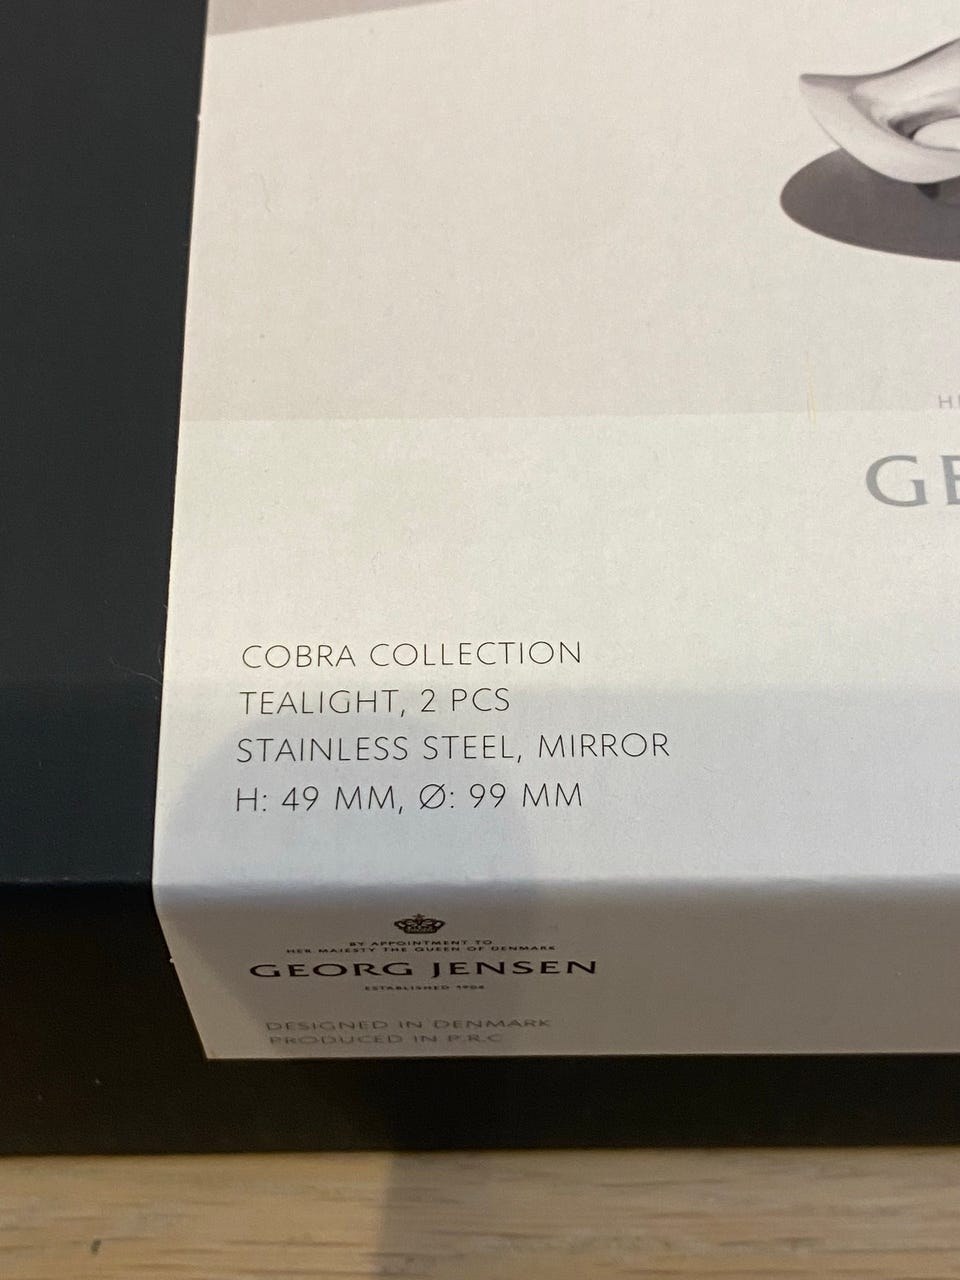 GE
COBRA COLLECTION
TEALIGHT, 2 PCS
STAINLESS STEEL, MIRROR
H: 49 MM, Ø: 99 MM
BY APPOINTMENT TO
HER MAJESTY THE QUEEN OF DENMARK
GEORG JENSEN
ESTABLISHED 1904
DESIGNED IN DENMARK
PRODUCED IN P.R.C